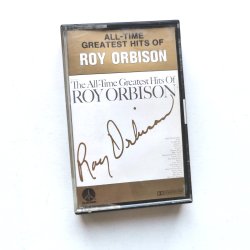 ALL-TIME
GREATEST HITS OF
ROY ORBISON
The All-Time Greatest Hits Of
ROY ORBISON
Roy Orbison